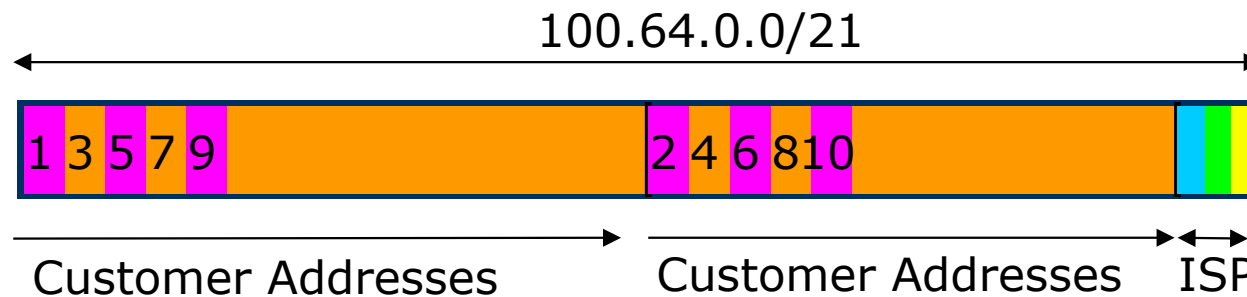 100.64.0.0/21
1 3 5 7 9 2 4 6 8 10
Customer Addresses Customer Addresses ISP